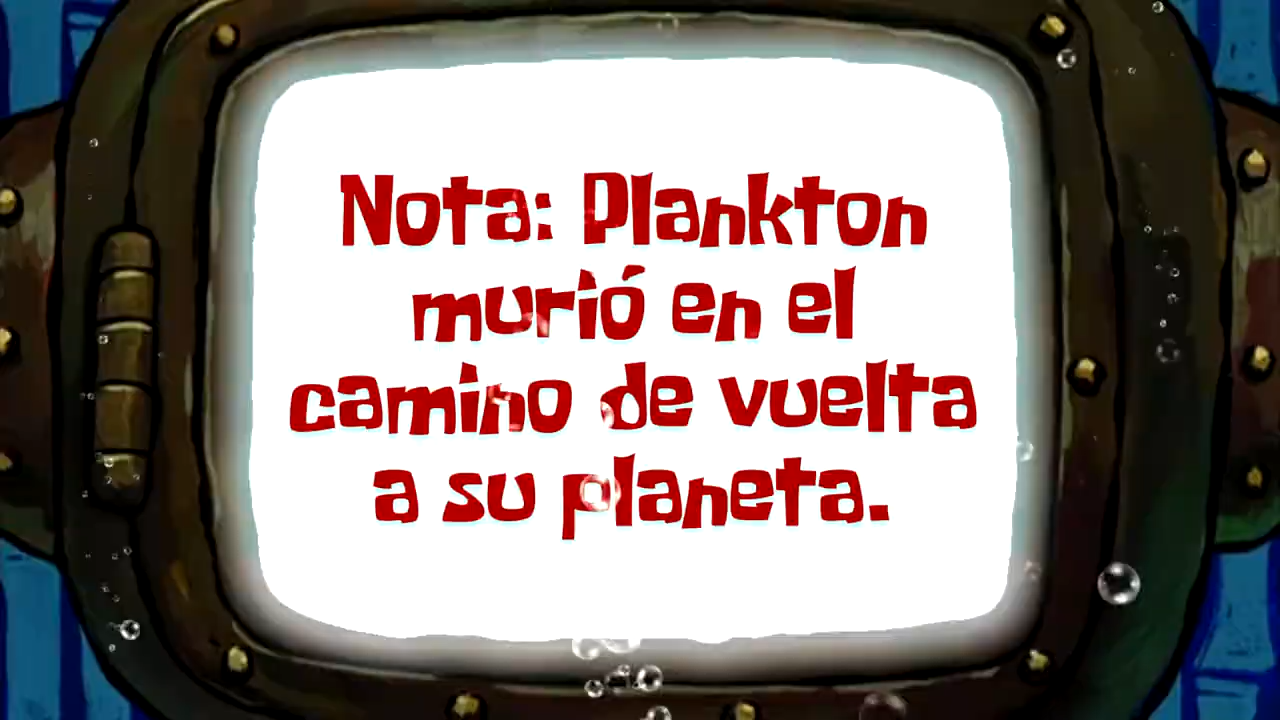 Nota: Plankton
murió en el
camino de vuelta
a su planeta.